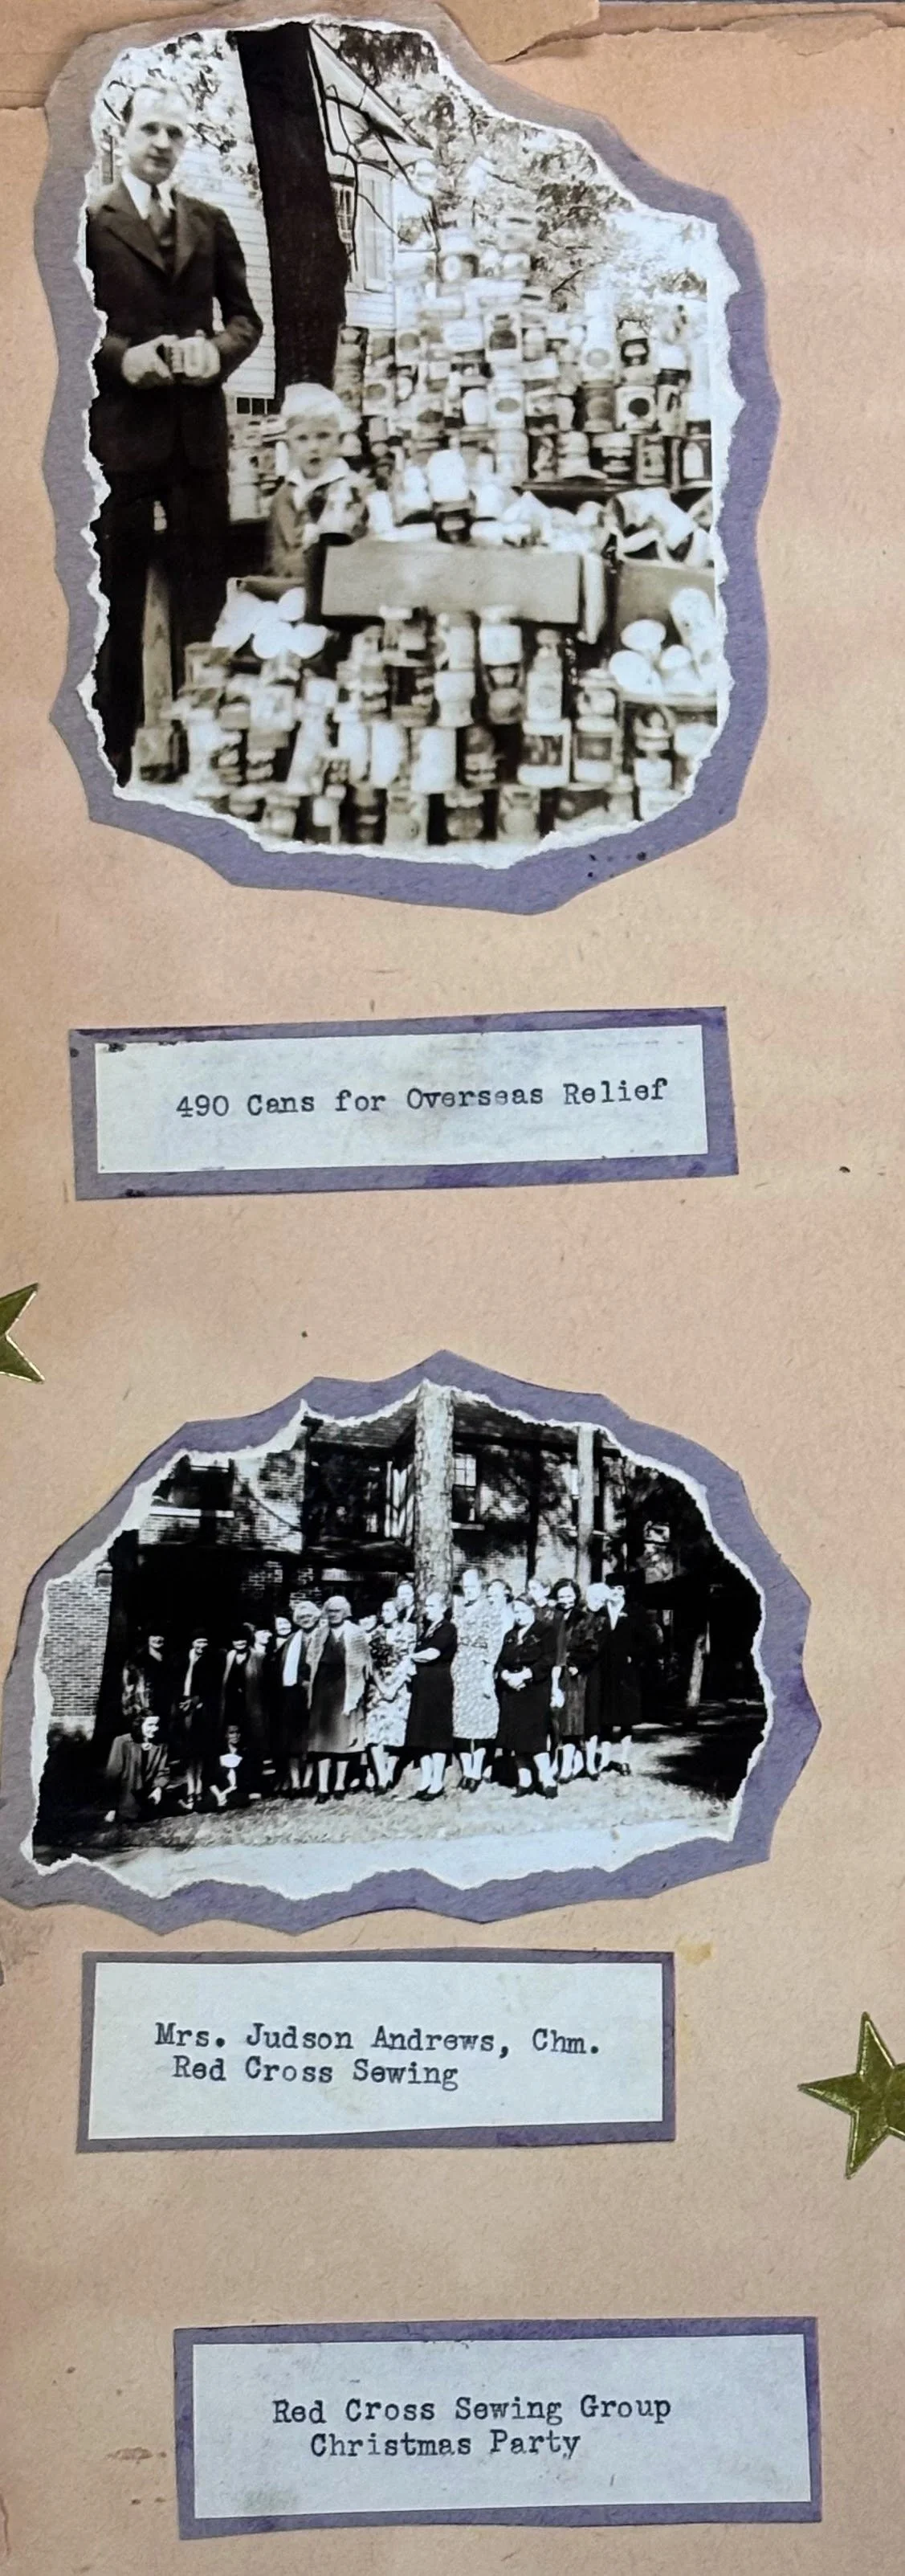 490 Cans for Overseas Relief
Mrs. Judson Andrews, Chm.
Red Cross Sewing
Red Cross Sewing Group
Christmas Party